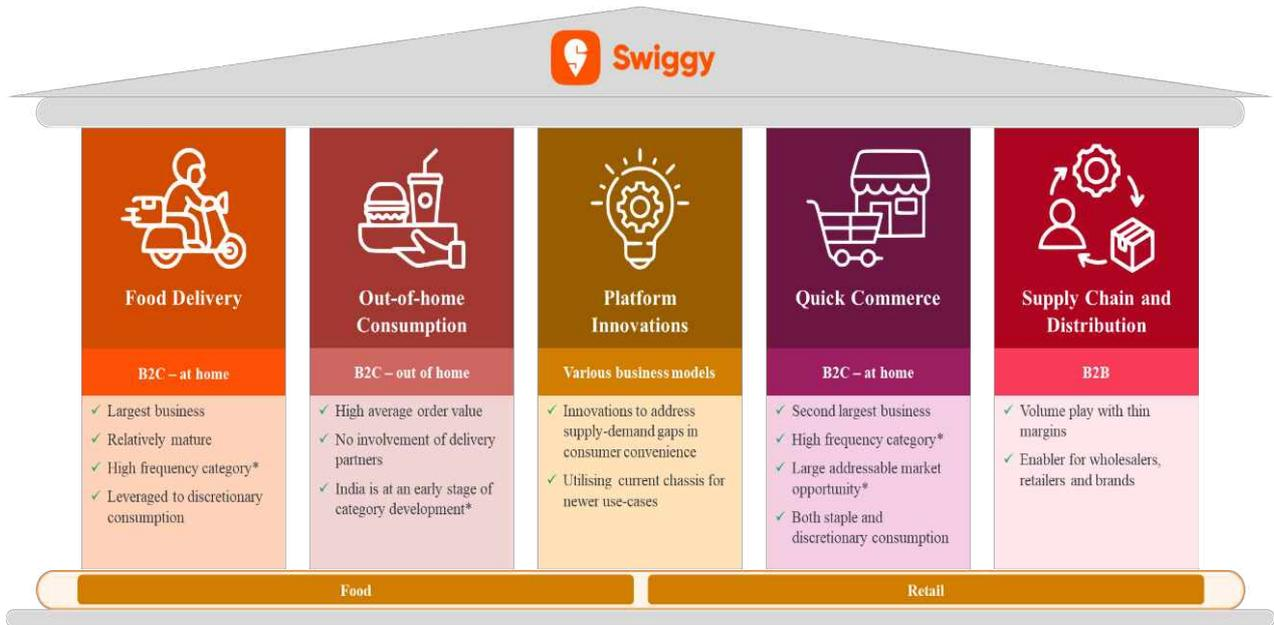 Swiggy
Food Delivery
B2C – at home
✓ Largest business
✓ Relatively mature
✓ High frequency category*
✓ Leveraged to discretionary
consumption
Out-of-home
Consumption
B2C – out of home
✓ High average order value
✓ No involvement of delivery
partners
✓ India is at an early stage of
category development*
Platform
Innovations
Various business models
✓ Innovations to address
supply-demand gaps in
consumer convenience
✓ Utilising current chassis for
newer use-cases
Quick Commerce
B2C – at home
✓ Second largest business
✓ High frequency category*
✓ Large addressable market
opportunity*
✓ Both staple and
discretionary consumption
Supply Chain and
Distribution
B2B
✓ Volume play with thin
margins
✓ Enabler for wholesalers,
retailers and brands
Food
Retail